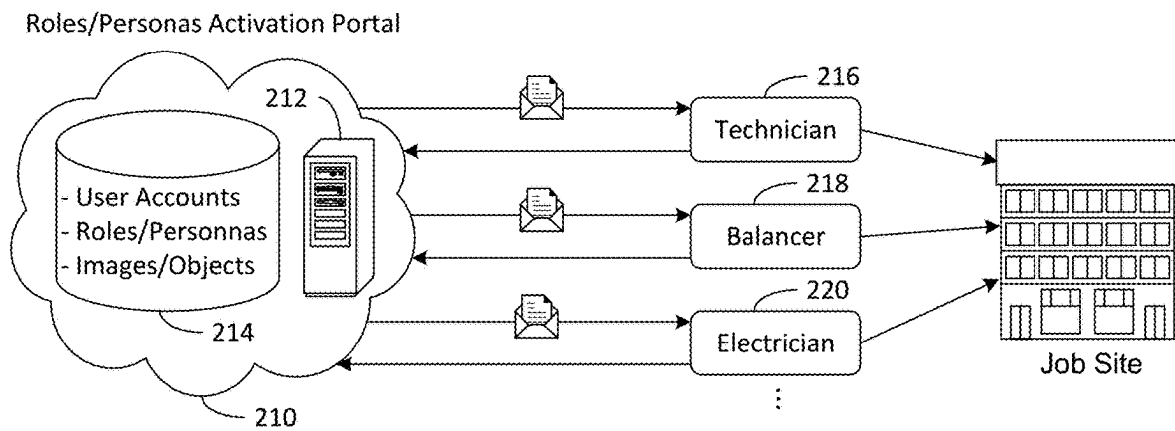 Roles/Personas Activation Portal
212
- User Accounts
- Roles/Personnas
- Images/Objects
214
210
216
Technician
218
Balancer
220
Electrician
⋮
Job Site